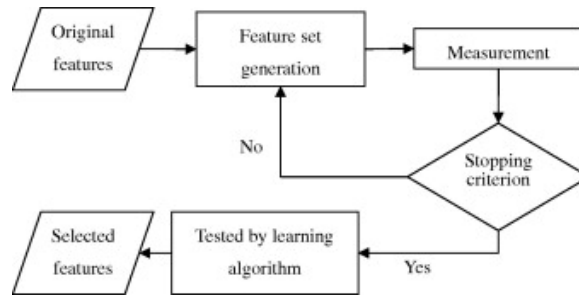 Original
features
Feature set
generation
Measurement
No
Stopping
criterion
Selected
features
Tested by learning
algorithm
Yes